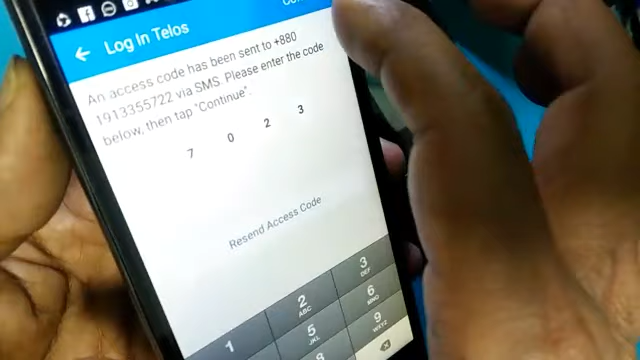 Log In Telos
An access code has been sent to +880
1913355722 via SMS. Please enter the code
below, then tap "Continue".
7 0 2 3
Resend Access Code
1
2 ABC
3 DEF
5 JKL
6 MNO
8
9 WXYZ